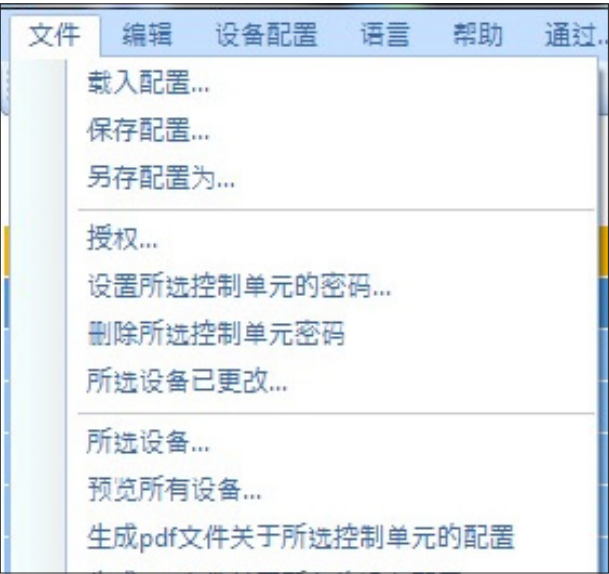 文件 编辑 设备配置 语言 帮助 通过..
载入配置...
保存配置...
另存配置为...
授权...
设置所选控制单元的密码...
删除所选控制单元密码
所选设备已更改...
所选设备...
预览所有设备...
生成pdf文件关于所选控制单元的配置